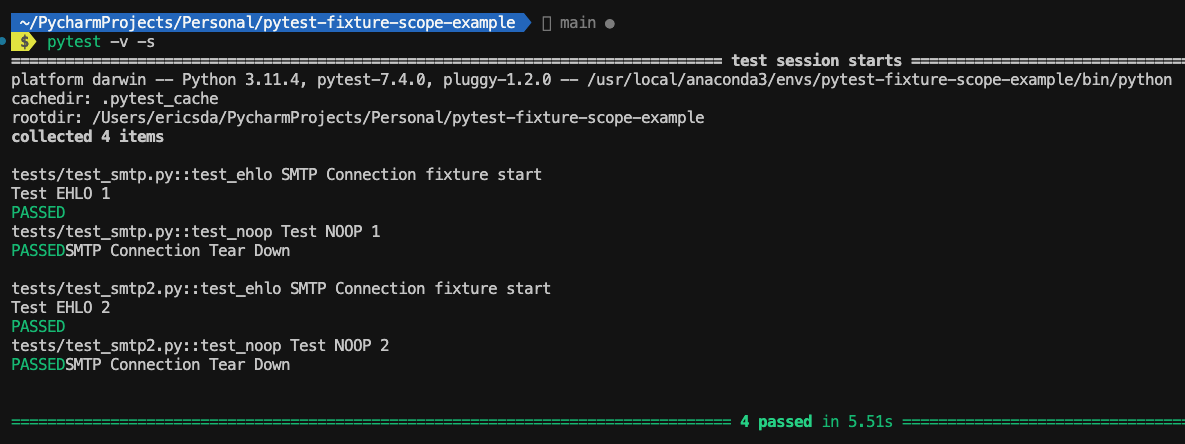 ~/PycharmProjects/Personal/pytest-fixture-scope-example main
$ pytest -v -s
=============================================================================== test session starts ===============================
platform darwin -- Python 3.11.4, pytest-7.4.0, pluggy-1.2.0 -- /usr/local/anaconda3/envs/pytest-fixture-scope-example/bin/python
cachedir: .pytest_cache
rootdir: /Users/ericsda/PycharmProjects/Personal/pytest-fixture-scope-example
collected 4 items
tests/test_smtp.py::test_ehlo SMTP Connection fixture start
Test EHLO 1
PASSED
tests/test_smtp.py::test_noop Test NOOP 1
PASSEDSMTP Connection Tear Down
tests/test_smtp2.py::test_ehlo SMTP Connection fixture start
Test EHLO 2
PASSED
tests/test_smtp2.py::test_noop Test NOOP 2
PASSEDSMTP Connection Tear Down
================================================================================ 4 passed in 5.51s ================================